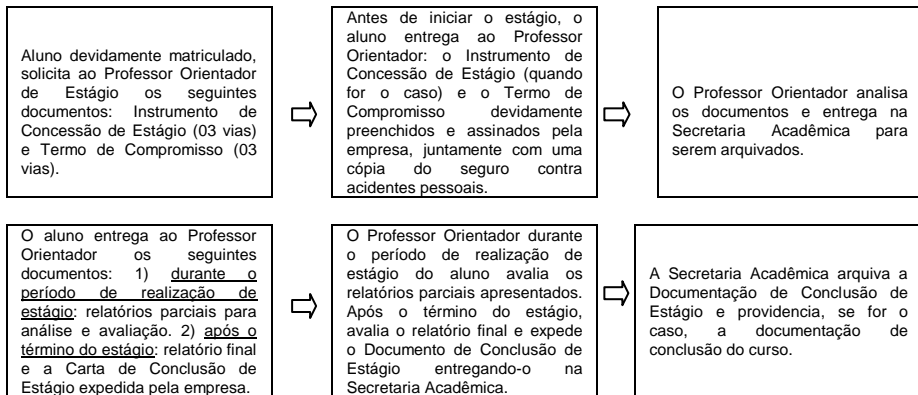 Aluno devidamente matriculado,
solicita ao Professor Orientador
de Estágio os seguintes
documentos: Instrumento de
Concessão de Estágio (03 vias)
e Termo de Compromisso (03
vias).
Antes de iniciar o estágio, o
aluno entrega ao Professor
Orientador: o Instrumento de
Concessão de Estágio (quando
for o caso) e o Termo de
Compromisso devidamente
preenchidos e assinados pela
empresa, juntamente com uma
cópia do seguro contra
acidentes pessoais.
O Professor Orientador analisa
os documentos e entrega na
Secretaria Acadêmica para
serem arquivados.
O aluno entrega ao Professor
Orientador os seguintes
documentos: 1) durante o
período de realização de
estágio: relatórios parciais para
análise e avaliação. 2) após o
término do estágio: relatório final
e a Carta de Conclusão de
Estágio expedida pela empresa.
O Professor Orientador durante
o período de realização de
estágio do aluno avalia os
relatórios parciais apresentados.
Após o término do estágio,
avalia o relatório final e expede
o Documento de Conclusão de
Estágio entregando-o na
Secretaria Acadêmica.
A Secretaria Acadêmica arquiva a
Documentação de Conclusão de
Estágio e providencia, se for o
caso, a documentação de
conclusão do curso.